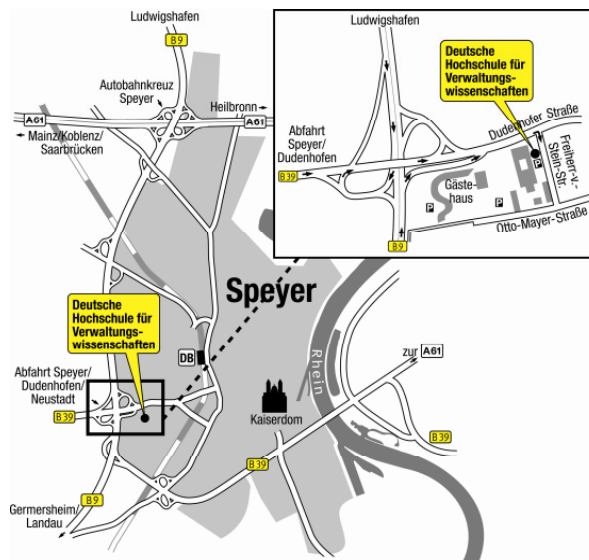 Ludwigshafen
B9
Autobahnkreuz
Speyer
Heilbronn
A61
A61
Mainz/Koblenz/
Saarbrücken
Ludwigshafen
Deutsche
Hochschule für
Verwaltungs-
wissenschaften
Dudenhofer Straße
Abfahrt
Speyer/
Dudenhofen
B39
Freiherr-v.-
Stein-Str.
Gäste-
haus
P
P
Otto-Mayer-Straße
B9
Speyer
Deutsche
Hochschule für
Verwaltungs-
wissenschaften
DB
Rhein
zur A61
Abfahrt Speyer/
Dudenhofen/
Neustadt
B39
Kaiserdom
B39
B39
B9
Germersheim/
Landau